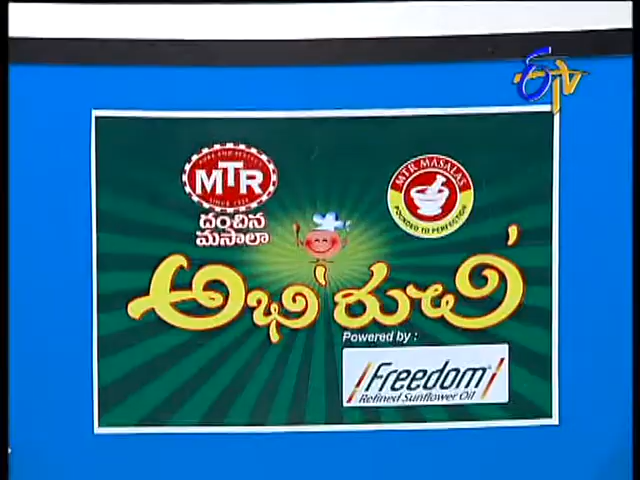 ETV
MTR
SINCE 1924
దంచిన
మసాలా
MTR MASALAS
POUNDED TO PERFECTION
అభిరుచి
Powered by :
Freedom
Refined Sunflower Oil